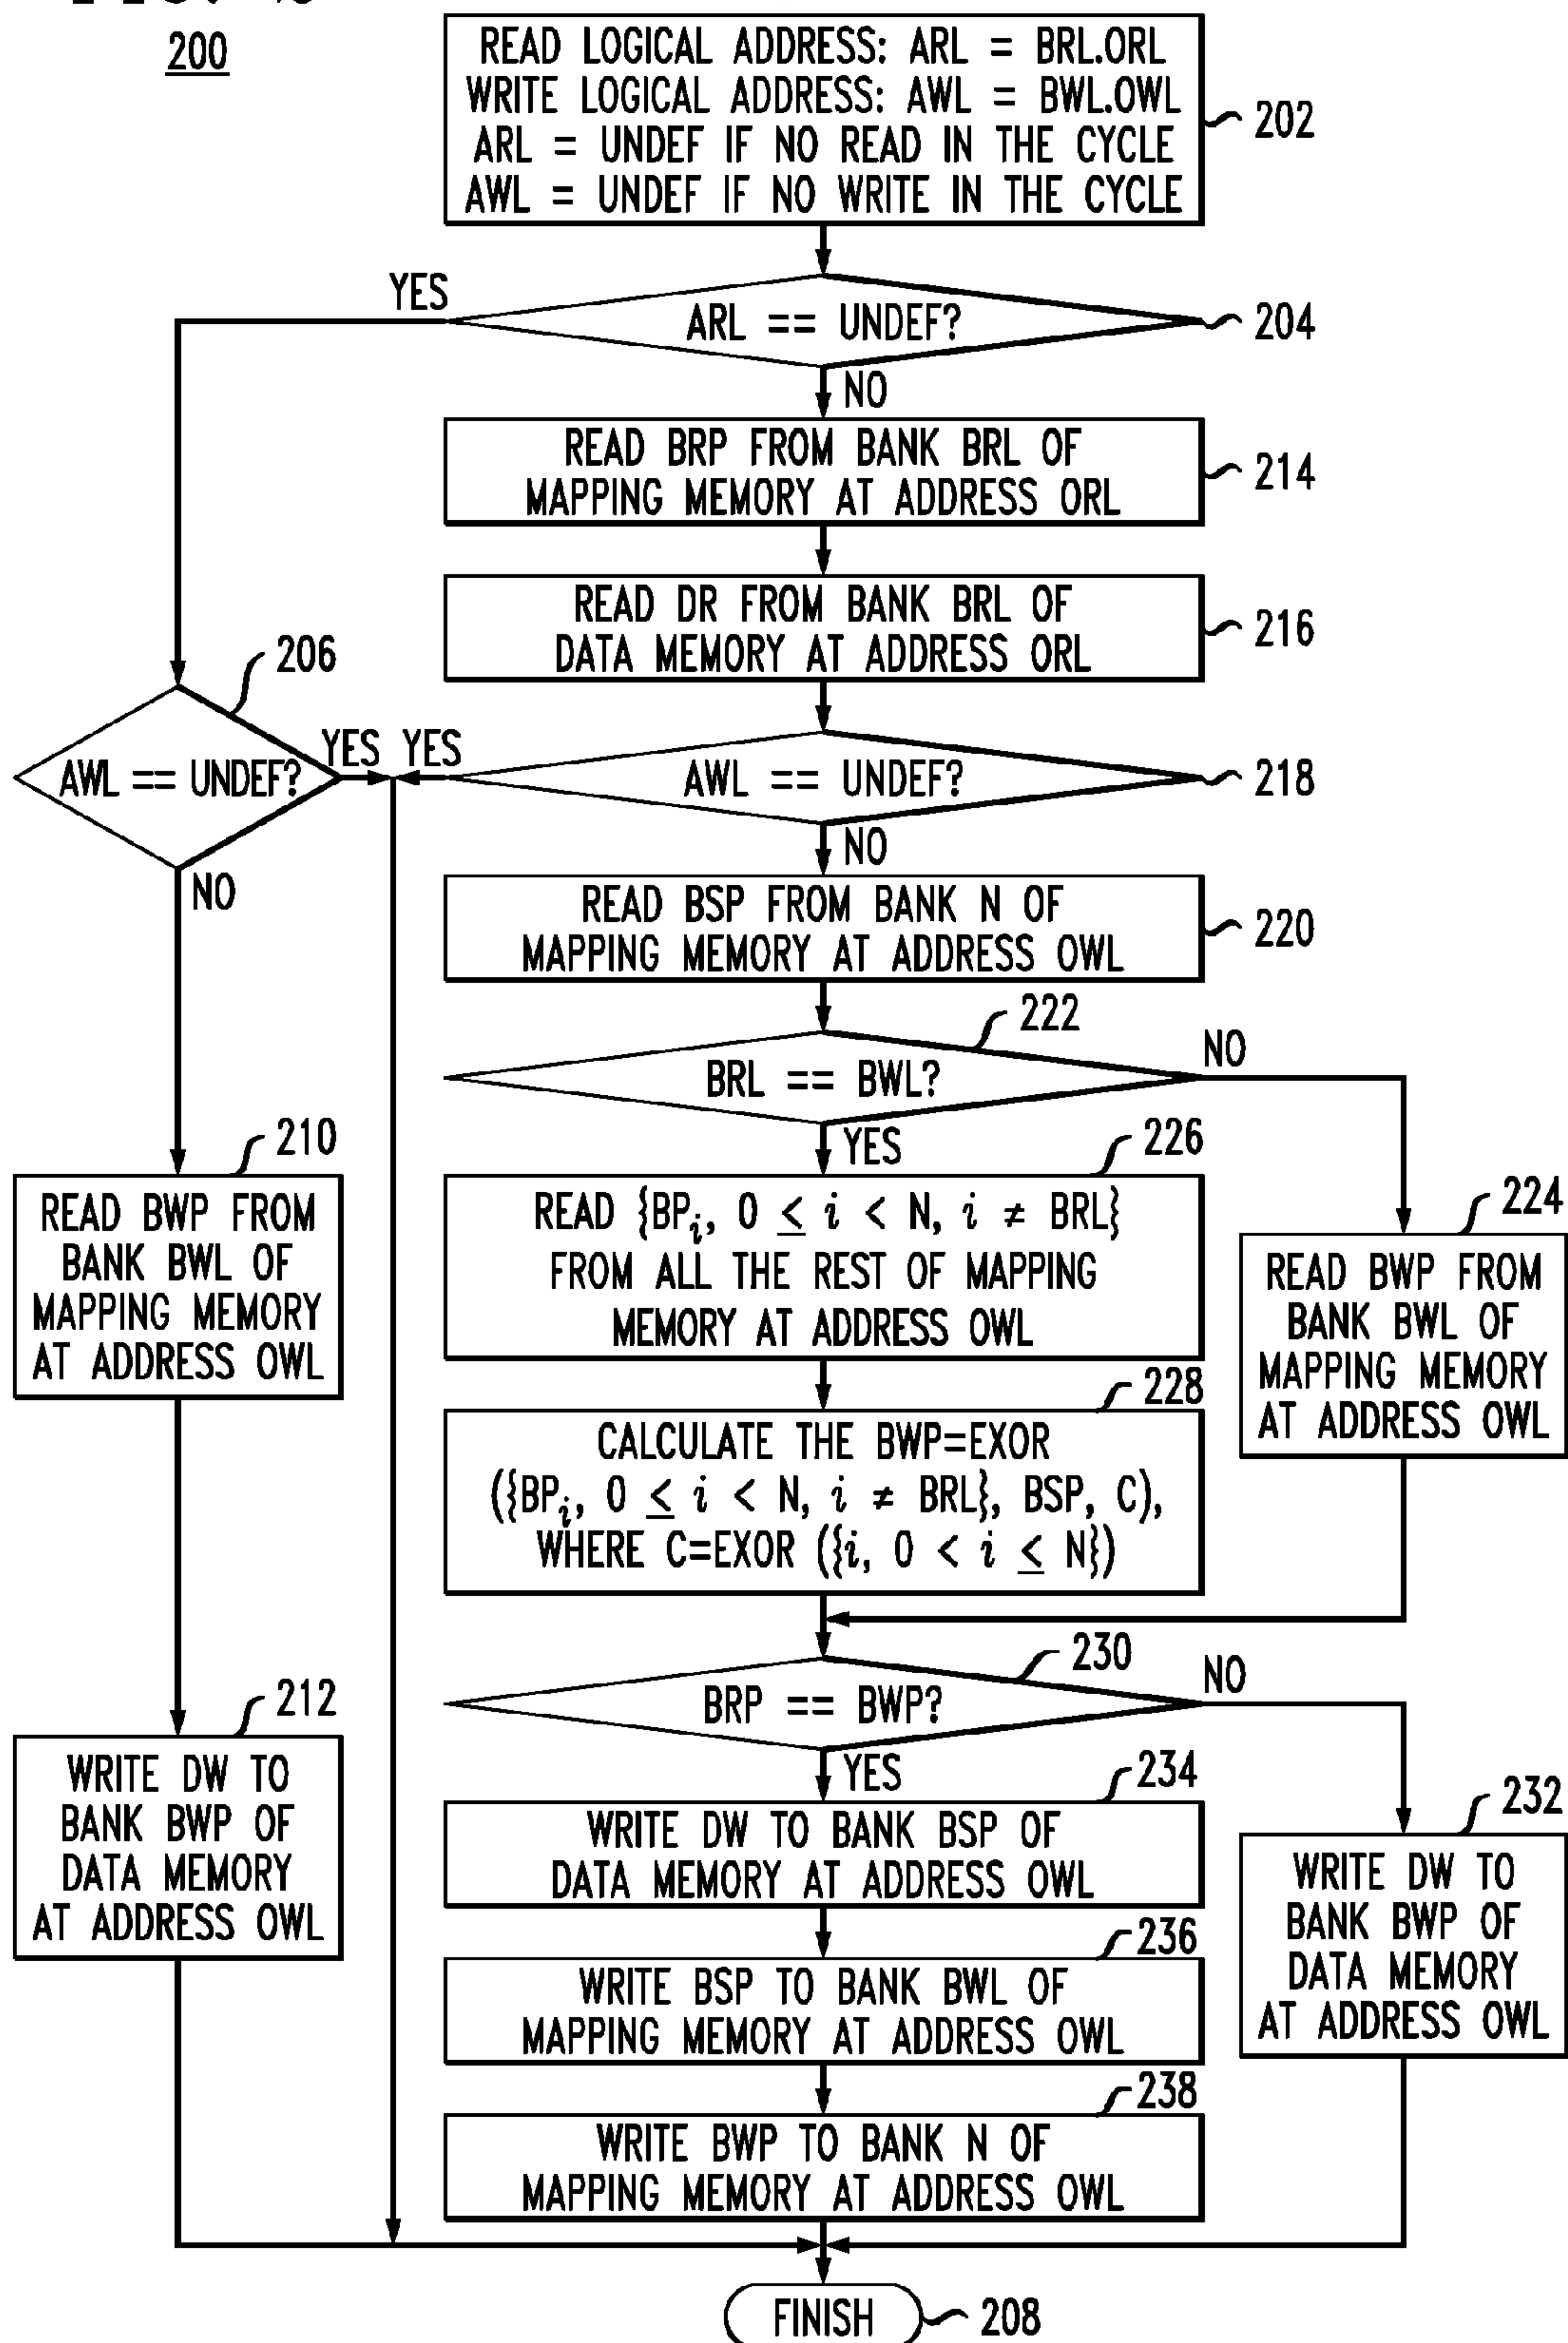 200
READ LOGICAL ADDRESS: ARL = BRL.ORL
WRITE LOGICAL ADDRESS: AWL = BWL.OWL
ARL = UNDEF IF NO READ IN THE CYCLE
AWL = UNDEF IF NO WRITE IN THE CYCLE
202
YES
ARL == UNDEF?
204
NO
READ BRP FROM BANK BRL OF
MAPPING MEMORY AT ADDRESS ORL
214
READ DR FROM BANK BRL OF
DATA MEMORY AT ADDRESS ORL
216
206
AWL == UNDEF?
YES
YES
AWL == UNDEF?
218
NO
NO
READ BSP FROM BANK N OF
MAPPING MEMORY AT ADDRESS OWL
220
222
BRL == BWL?
NO
YES
210
READ BWP FROM
BANK BWL OF
MAPPING MEMORY
AT ADDRESS OWL
226
READ {BPi, 0 ≤ i < N, i ≠ BRL}
FROM ALL THE REST OF MAPPING
MEMORY AT ADDRESS OWL
224
READ BWP FROM
BANK BWL OF
MAPPING MEMORY
AT ADDRESS OWL
228
CALCULATE THE BWP=EXOR
({BPi, 0 ≤ i < N, i ≠ BRL}, BSP, C),
WHERE C=EXOR ({i, 0 < i ≤ N})
230
BRP == BWP?
NO
YES
212
WRITE DW TO
BANK BWP OF
DATA MEMORY
AT ADDRESS OWL
234
WRITE DW TO BANK BSP OF
DATA MEMORY AT ADDRESS OWL
232
WRITE DW TO
BANK BWP OF
DATA MEMORY
AT ADDRESS OWL
236
WRITE BSP TO BANK BWL OF
MAPPING MEMORY AT ADDRESS OWL
238
WRITE BWP TO BANK N OF
MAPPING MEMORY AT ADDRESS OWL
FINISH
208